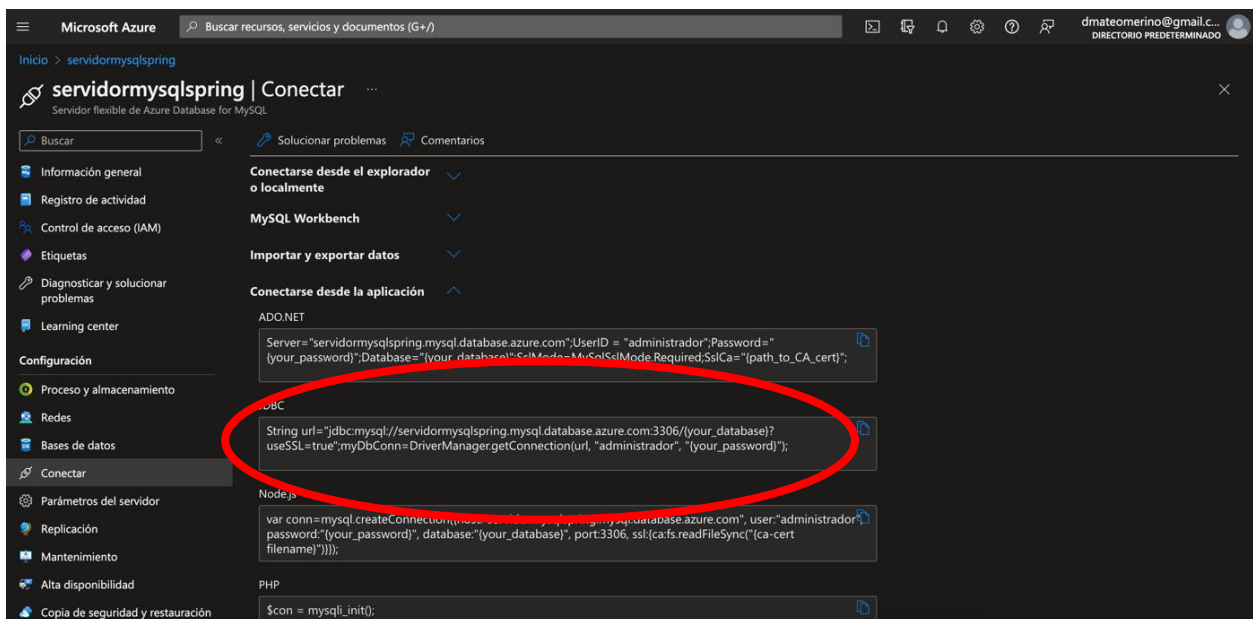 Microsoft Azure
Buscar recursos, servicios y documentos (G+/)
dmateomerino@gmail.c...
DIRECTORIO PREDETERMINADO
Inicio > servidormysqlspring
servidormysqlspring | Conectar ...
Servidor flexible de Azure Database for MySQL
Buscar
«
Solucionar problemas
Comentarios
Información general
Registro de actividad
Control de acceso (IAM)
Etiquetas
Diagnosticar y solucionar
problemas
Learning center
Configuración
Proceso y almacenamiento
Redes
Bases de datos
Conectar
Parámetros del servidor
Replicación
Mantenimiento
Alta disponibilidad
Copia de seguridad y restauración
Conectarse desde el explorador
o localmente
MySQL Workbench
Importar y exportar datos
Conectarse desde la aplicación
ADO.NET
Server="servidormysqlspring.mysql.database.azure.com";UserID = "administrador";Password="
{your_password}";Database="{your_database}";SslMode=MySqlSslMode.Required;SslCa="{path_to_CA_cert}";
JDBC
String url="jdbc:mysql://servidormysqlspring.mysql.database.azure.com:3306/{your_database}?
useSSL=true";myDbConn=DriverManager.getConnection(url, "administrador", "{your_password}");
Node.js
var conn=mysql.createConnection({host:"servidormysqlspring.mysql.database.azure.com", user:"administrador",
password:"{your_password}", database:"{your_database}", port:3306, ssl:{ca:fs.readFileSync("{ca-cert
filename}")}});
PHP
$con = mysqli_init();